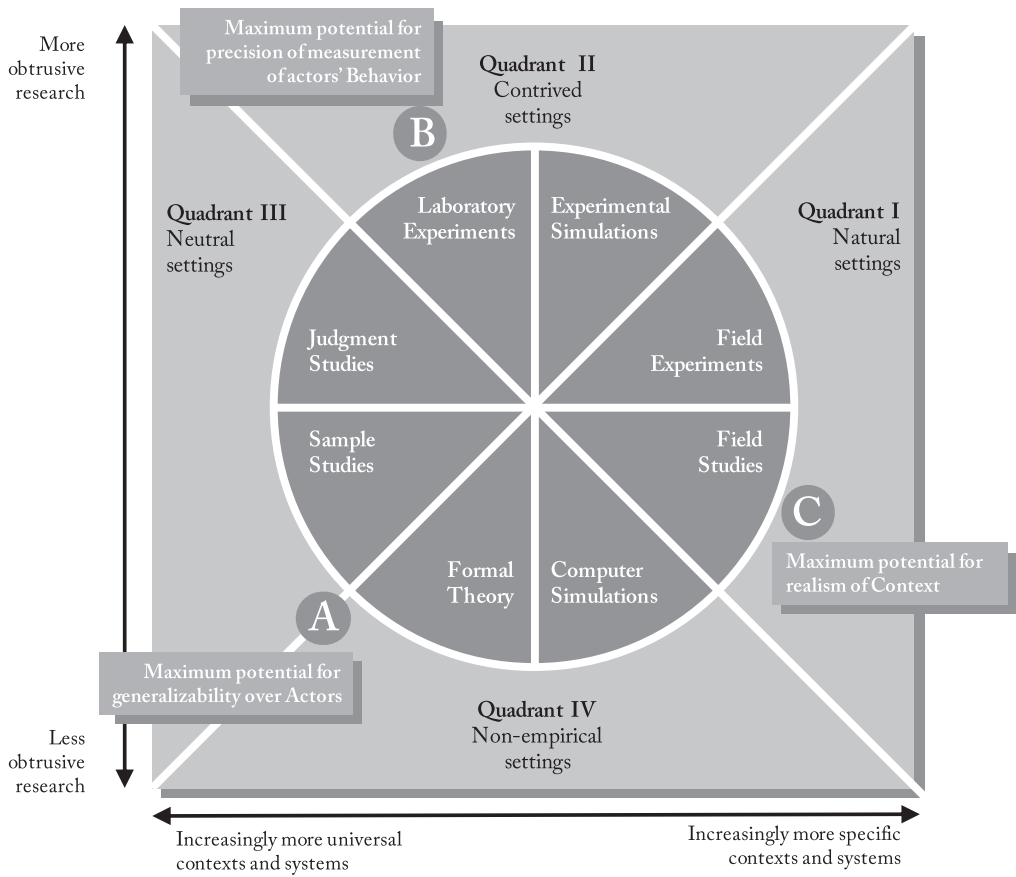 More
obtrusive
research
Maximum potential for
precision of measurement
of actors' Behavior
B
Quadrant II
Contrived
settings
Quadrant III
Neutral
settings
Quadrant I
Natural
settings
Laboratory
Experiments
Experimental
Simulations
Judgment
Studies
Field
Experiments
Sample
Studies
Field
Studies
C
Maximum potential for
realism of Context
Formal
Theory
Computer
Simulations
A
Maximum potential for
generalizability over Actors
Quadrant IV
Non-empirical
settings
Less
obtrusive
research
Increasingly more universal
contexts and systems
Increasingly more specific
contexts and systems